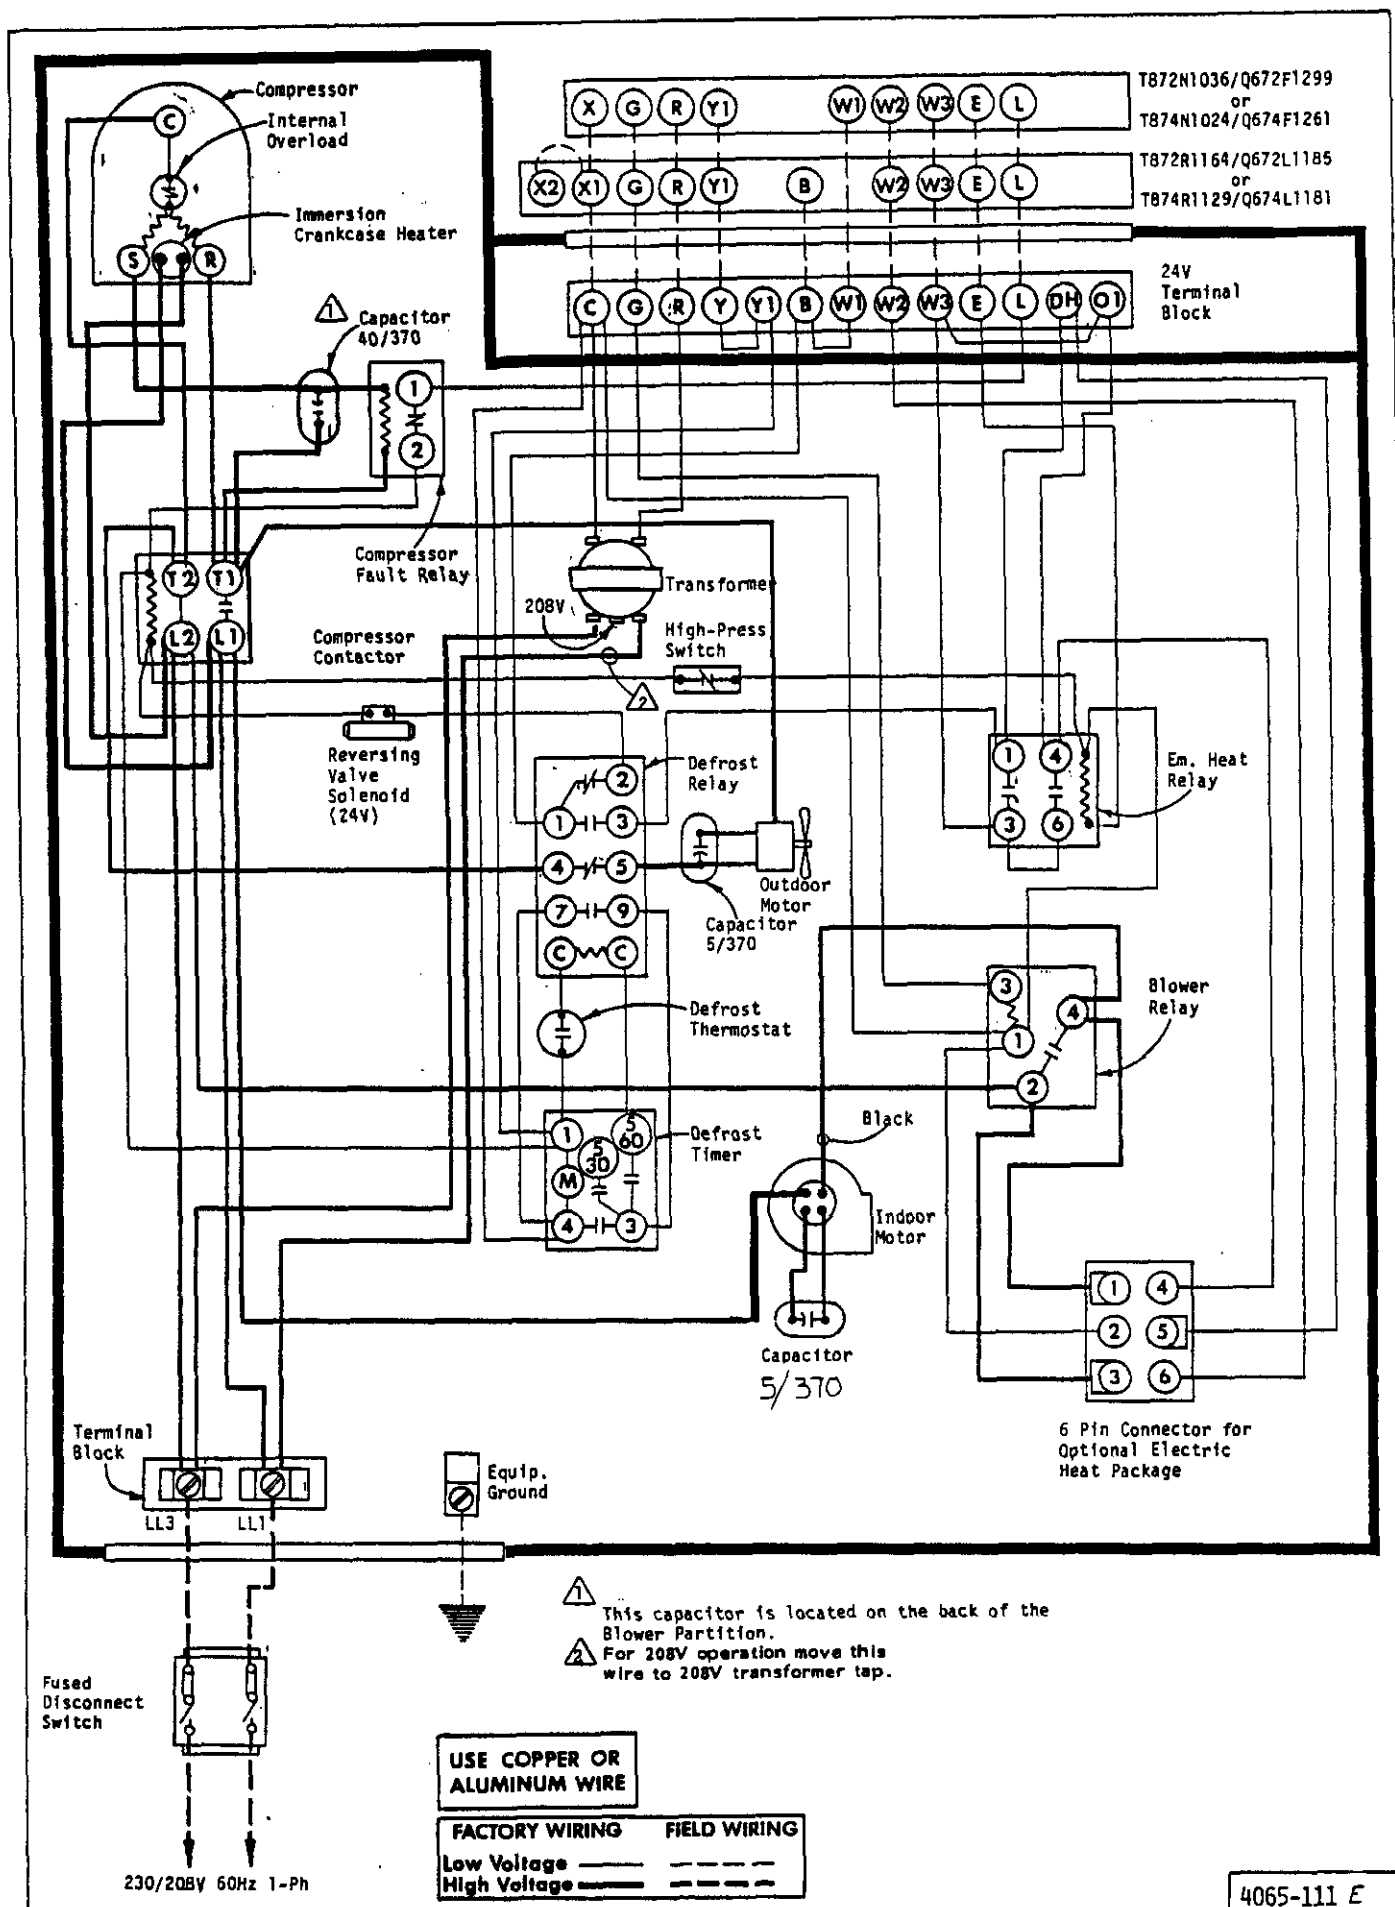 Compressor
Internal
Overload
Immersion
Crankcase Heater
C
S
R
T872N1036/Q672F1299
or
T874N1024/Q674F1261
X G R Y1 W1 W2 W3 E L
T872R1164/Q672L1185
or
T874R1129/Q674L1181
X2 X1 G R Y1 B W2 W3 E L
24V
Terminal
Block
C G R Y Y1 B W1 W2 W3 E L DH O1
1
Capacitor
40/370
1
2
Compressor
Fault Relay
T2 T1
L2 L1
Compressor
Contactor
Transformer
208V
2
High-Press
Switch
Reversing
Valve
Solenoid
(24V)
Defrost
Relay
2
1 3
4 5
7 9
C C
Outdoor
Motor
Capacitor
5/370
Em. Heat
Relay
1 4
3 6
Defrost
Thermostat
Blower
Relay
3
4
1
2
Defrost
Timer
1
5
30
5
60
M
4 3
Black
Indoor
Motor
Capacitor
5/370
1 4
2 5
3 6
6 Pin Connector for
Optional Electric
Heat Package
Terminal
Block
LL3 LL1
Equip.
Ground
1
This capacitor is located on the back of the
Blower Partition.
2
For 208V operation move this
wire to 208V transformer tap.
Fused
Disconnect
Switch
230/208V 60Hz 1-Ph
USE COPPER OR
ALUMINUM WIRE
FACTORY WIRING FIELD WIRING
Low Voltage
High Voltage
4065-111 E